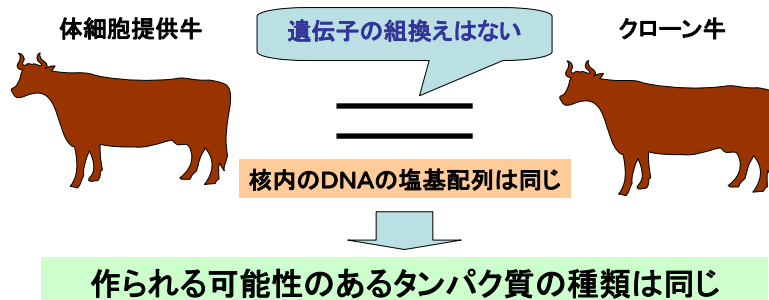 体細胞提供牛
遺伝子の組換えはない
クローン牛
核内のDNAの塩基配列は同じ
作られる可能性のあるタンパク質の種類は同じ